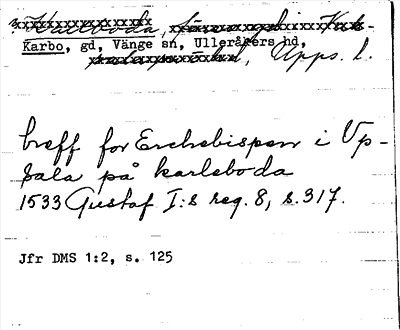 Karbo, gd, Vänge sn, Ulleråkers hd,
Upps. l.
breff for Erchebispen i Up-
sala på karleboda
1533 Gustaf I:s reg. 8, s. 317.
Jfr DMS 1:2, s. 125